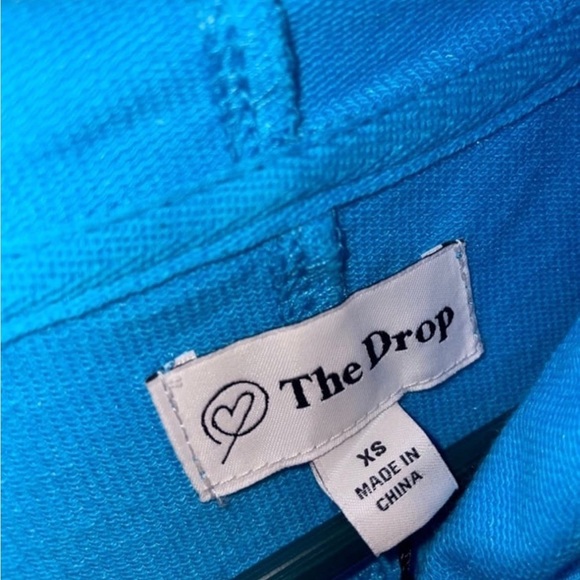 The Drop
XS
MADE IN
CHINA